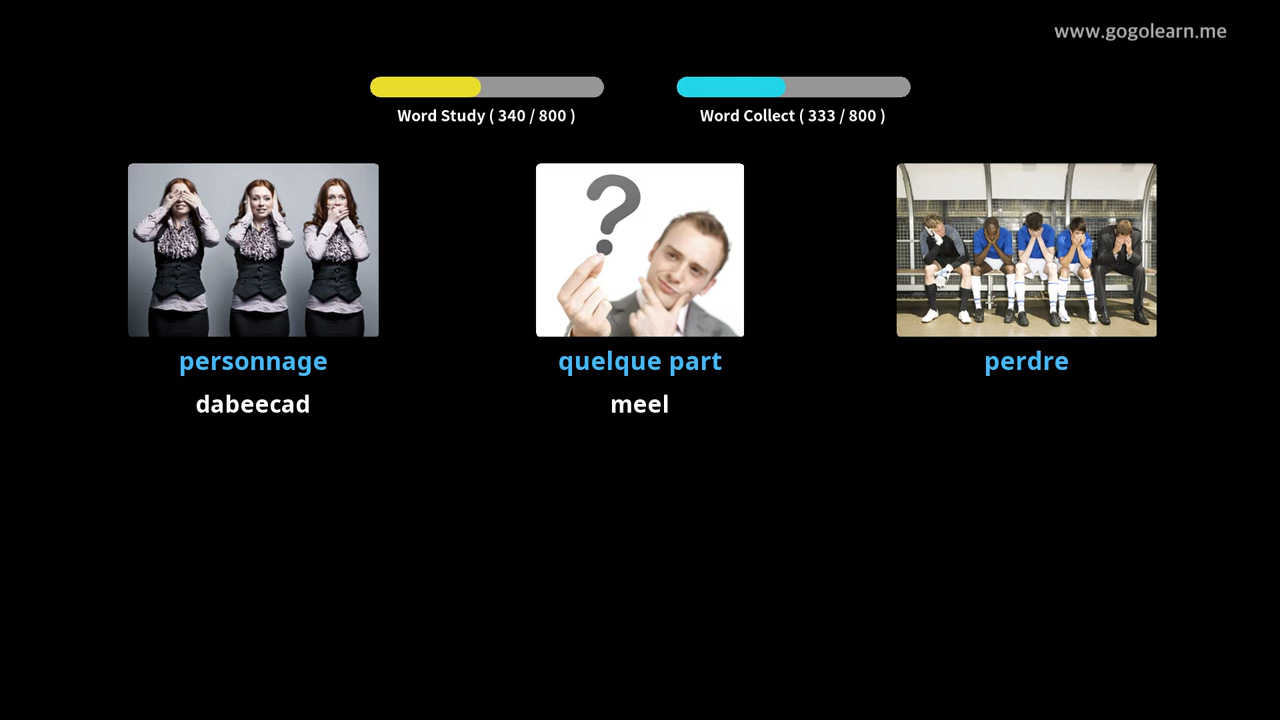 www.gogolearn.me
Word Study ( 340 / 800 )
Word Collect ( 333 / 800 )
personnage
quelque part
perdre
dabeecad
meel